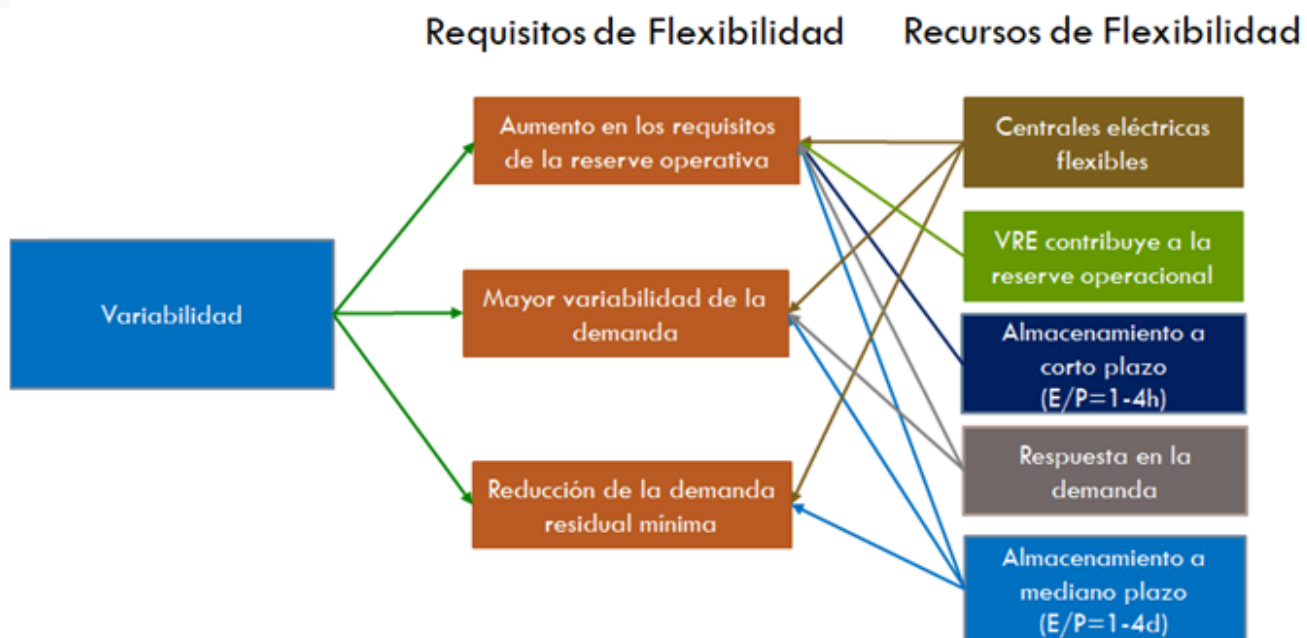 Requisitos de Flexibilidad
Recursos de Flexibilidad
Variabilidad
Aumento en los requisitos
de la reserve operativa
Mayor variabilidad de la
demanda
Reducción de la demanda
residual mínima
Centrales eléctricas
flexibles
VRE contribuye a la
reserve operacional
Almacenamiento a
corto plazo
(E/P=1-4h)
Respuesta en la
demanda
Almacenamiento a
mediano plazo
(E/P=1-4d)